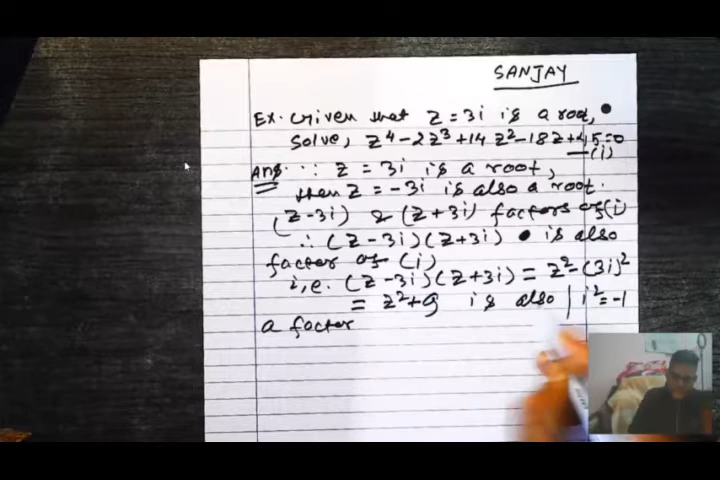 SANJAY
Ex. Given that z = 3i is a root,
solve, z⁴ - 2z³ + 14z² - 18z + 45 = 0
—(i)
Ans. ∵ z = 3i is a root,
then z = -3i is also a root.
(z - 3i) & (z + 3i) factors of (i)
∴ (z - 3i)(z + 3i) is also
factor of (i)
i,e. (z - 3i)(z + 3i) = z² - (3i)²
= z² + 9 is also | i² = -1
a factor